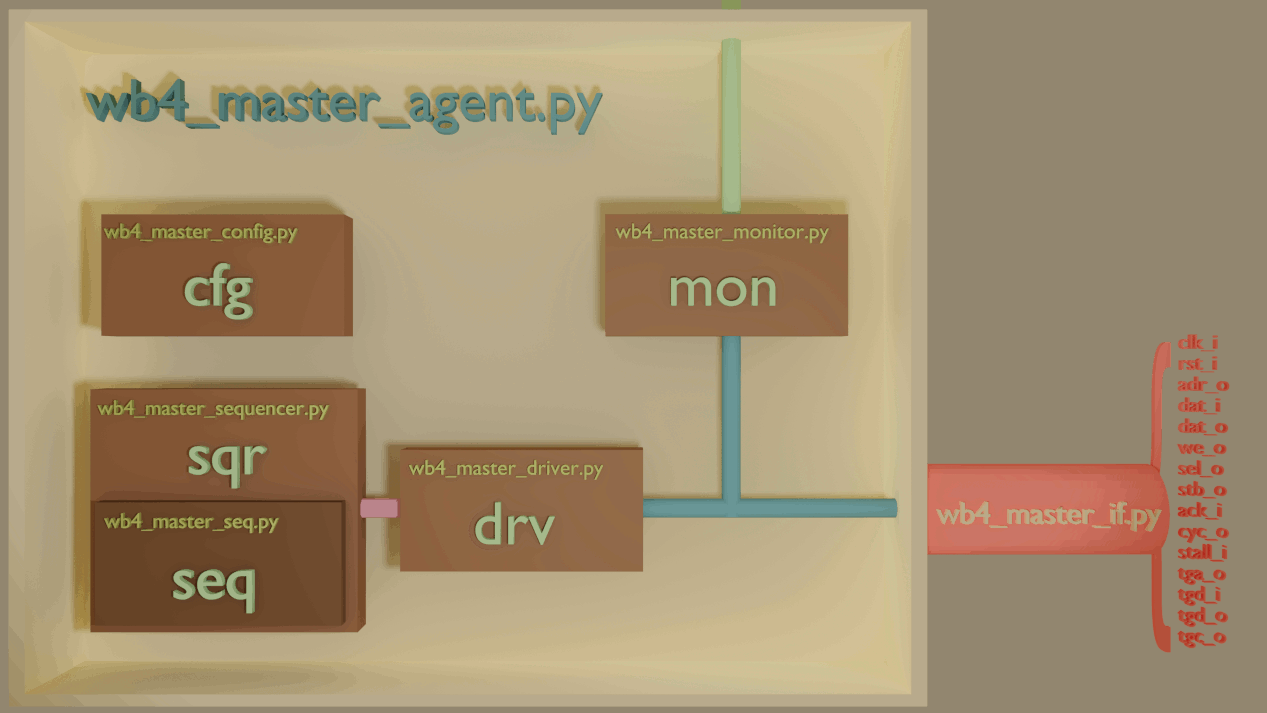 wb4_master_agent.py
wb4_master_config.py
cfg
wb4_master_monitor.py
mon
wb4_master_sequencer.py
sqr
wb4_master_seq.py
seq
wb4_master_driver.py
drv
wb4_master_if.py
clk_i
rst_i
adr_o
dat_i
dat_o
we_o
sel_o
stb_o
ack_i
cyc_o
stall_i
tga_o
tgd_i
tgd_o
tgc_o